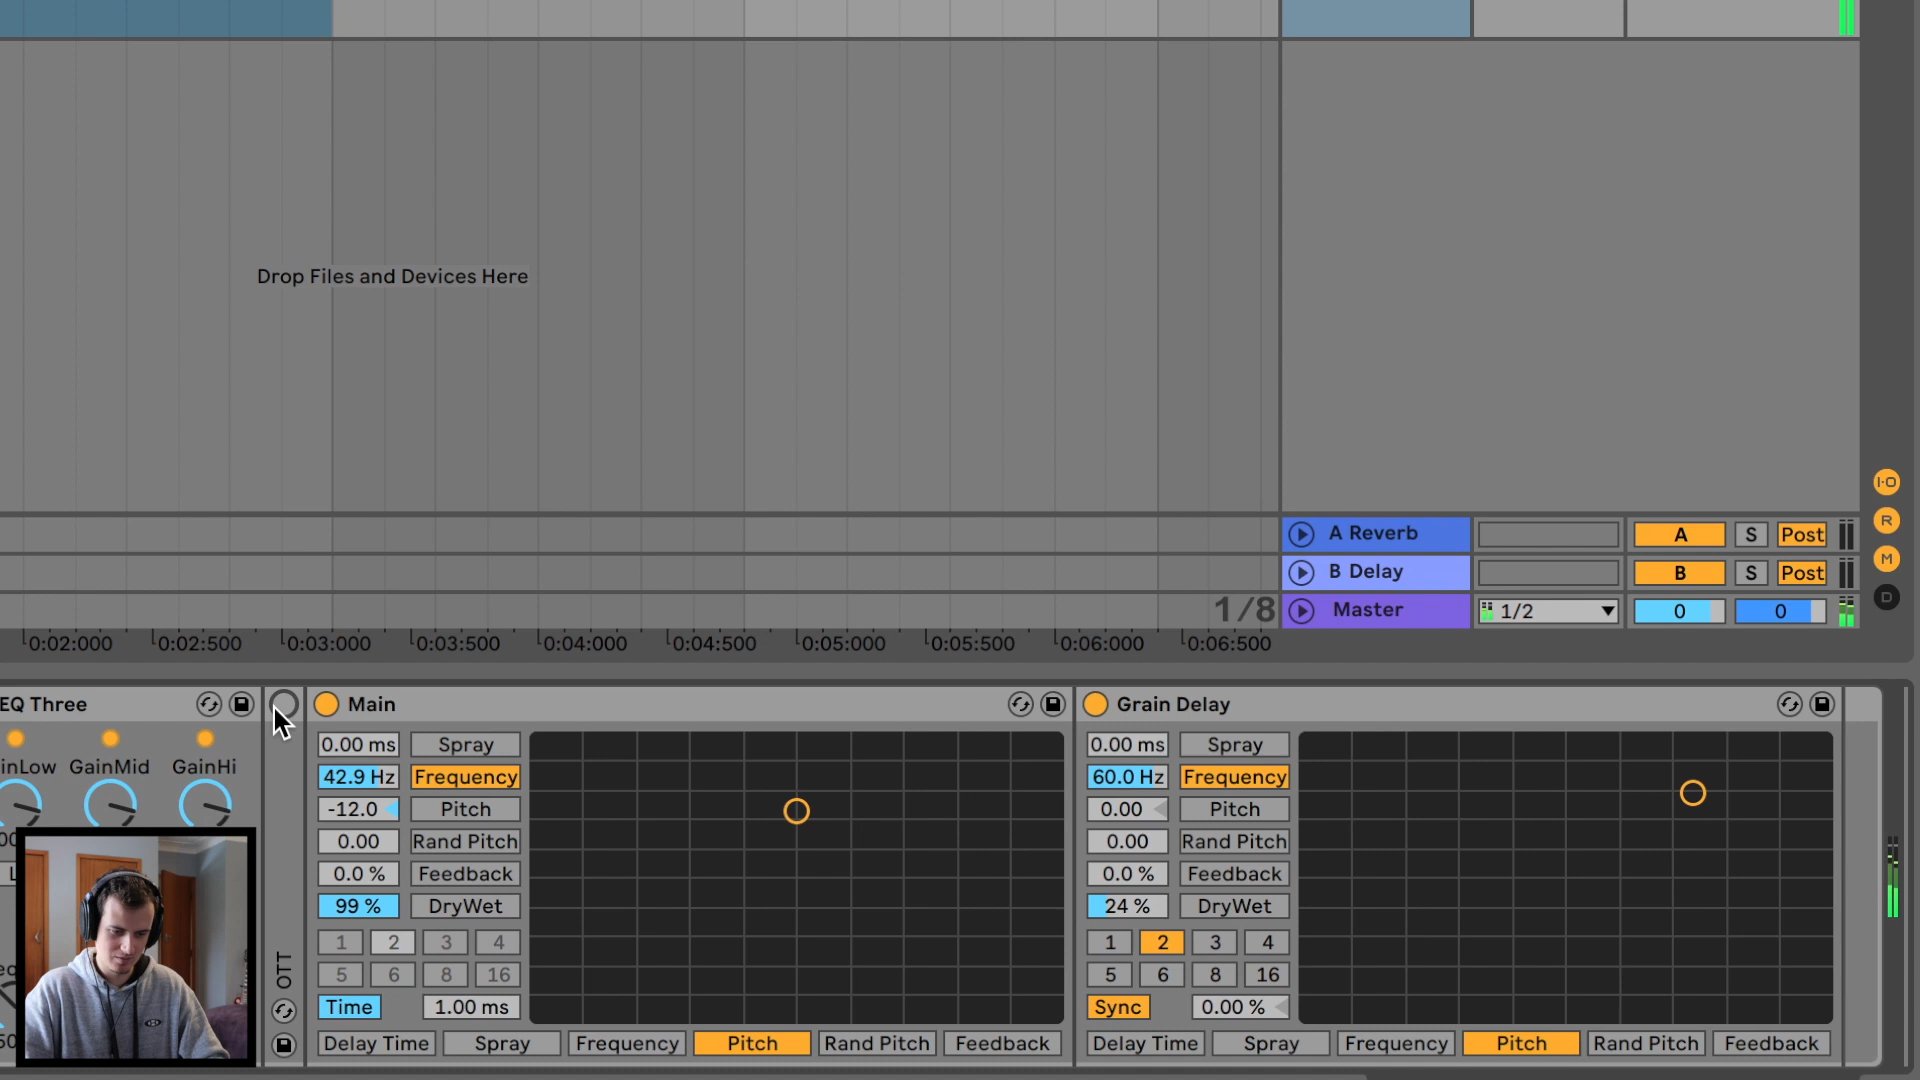 Drop Files and Devices Here
A Reverb A S Post
B Delay B S Post
1/8 Master 1/2 0 0
I·O
R
M
D
0:02:000 0:02:500 0:03:000 0:03:500 0:04:000 0:04:500 0:05:000 0:05:500 0:06:000 0:06:500
EQ Three
GainMid GainHi
OTT
Main
0.00 ms Spray
42.9 Hz Frequency
-12.0 Pitch
0.00 Rand Pitch
0.0 % Feedback
99 % DryWet
1 2 3 4
5 6 8 16
Time 1.00 ms
Delay Time Spray Frequency Pitch Rand Pitch Feedback
Grain Delay
0.00 ms Spray
60.0 Hz Frequency
0.00 Pitch
0.00 Rand Pitch
0.0 % Feedback
24 % DryWet
1 2 3 4
5 6 8 16
Sync 0.00 %
Delay Time Spray Frequency Pitch Rand Pitch Feedback